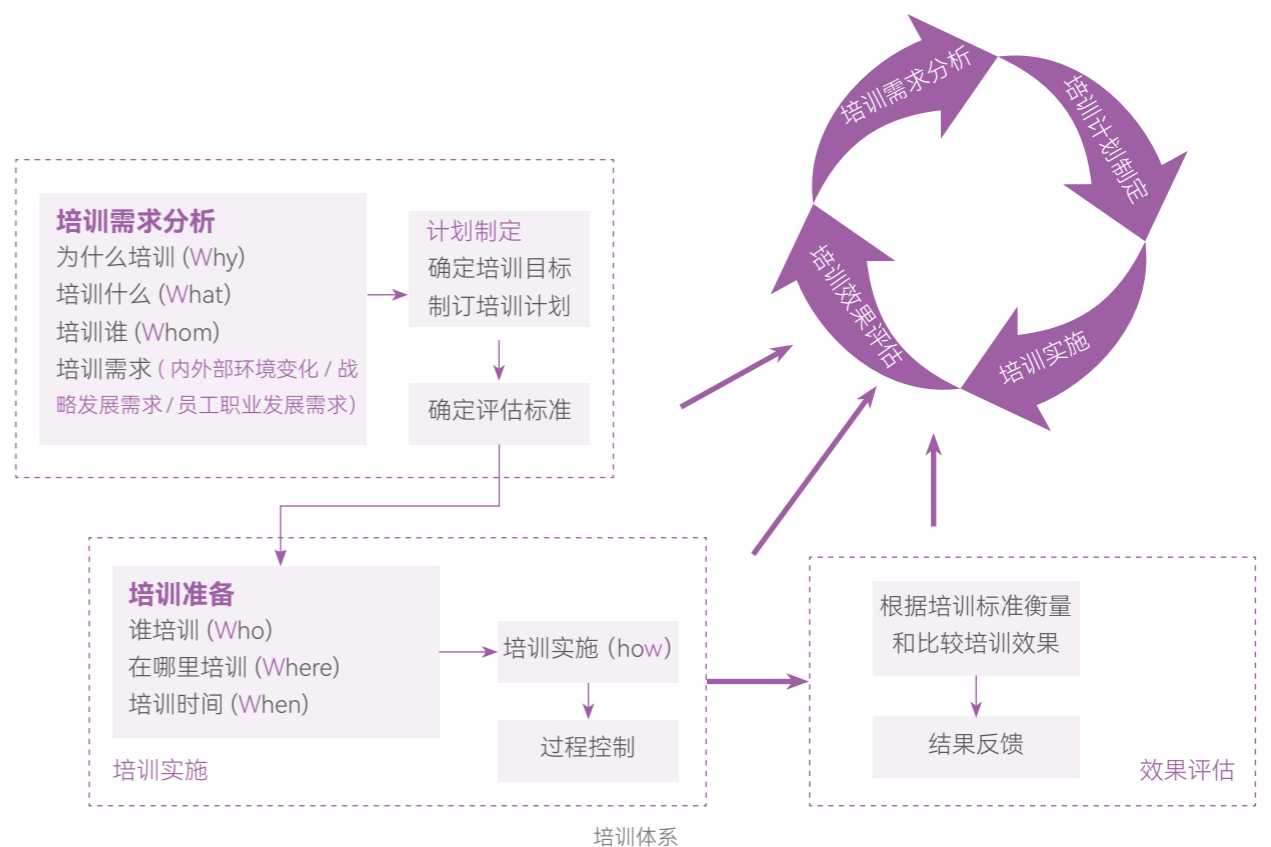 培训需求分析
培训计划制定
培训实施
培训效果评估
培训需求分析
为什么培训 (Why)
培训什么 (What)
培训谁 (Whom)
培训需求 ( 内外部环境变化 / 战
略发展需求 / 员工职业发展需求）
计划制定
确定培训目标
制订培训计划
确定评估标准
培训准备
谁培训 (Who)
在哪里培训 (Where)
培训时间 (When)
培训实施（how）
过程控制
培训实施
根据培训标准衡量
和比较培训效果
结果反馈
效果评估
培训体系